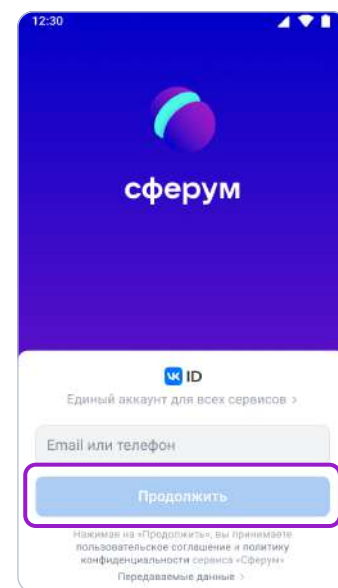 12:30
сферум
VK ID
Единый аккаунт для всех сервисов >
Email или телефон
Продолжить
Нажимая на «Продолжить», вы принимаете
пользовательское соглашение и политику
конфиденциальности сервиса «Сферум»
Передаваемые данные >